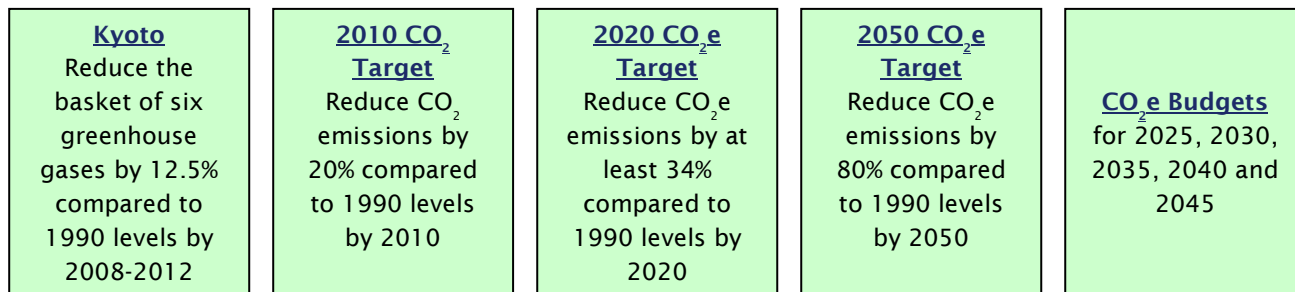 Kyoto
Reduce the
basket of six
greenhouse
gases by 12.5%
compared to
1990 levels by
2008-2012
2010 CO₂
Target
Reduce CO₂
emissions by
20% compared
to 1990 levels
by 2010
2020 CO₂e
Target
Reduce CO₂e
emissions by at
least 34%
compared to
1990 levels by
2020
2050 CO₂e
Target
Reduce CO₂e
emissions by
80% compared
to 1990 levels
by 2050
CO₂e Budgets
for 2025, 2030,
2035, 2040 and
2045